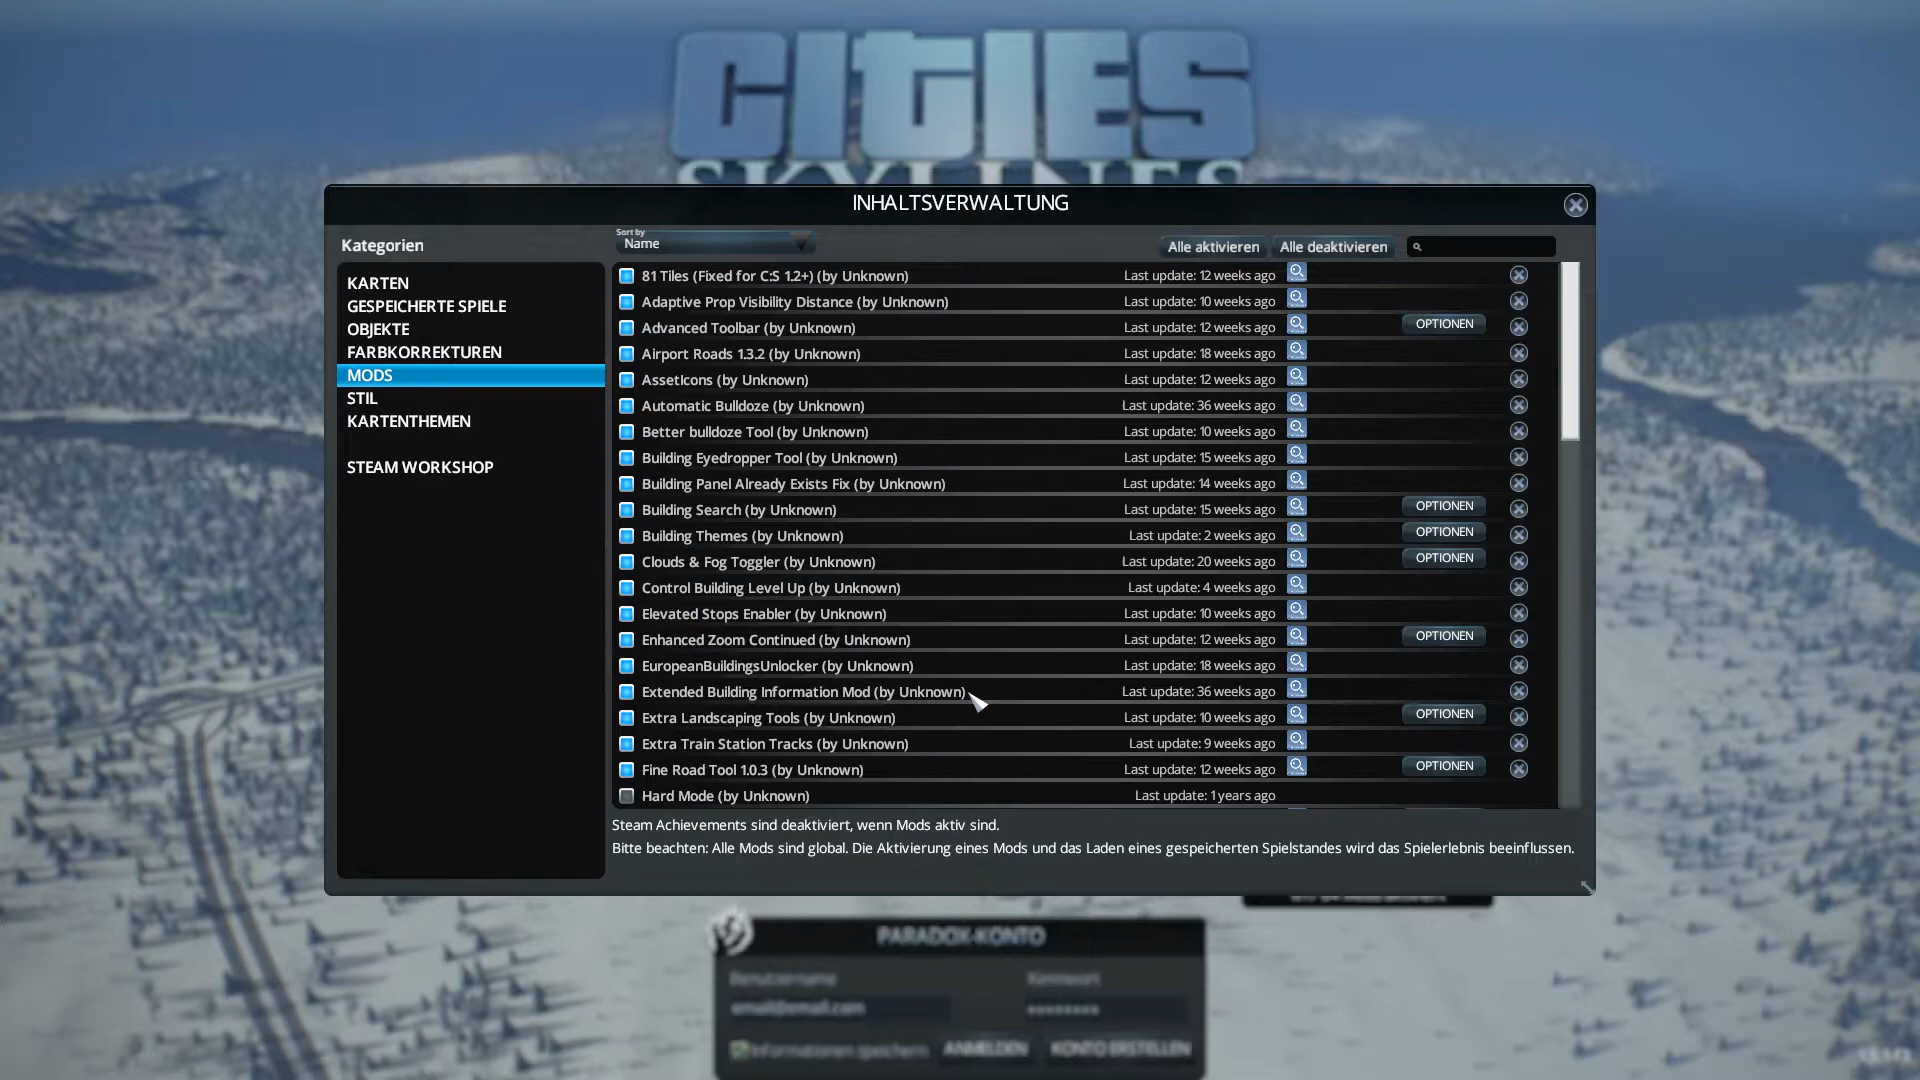 CITIES
SKYLINES
INHALTSVERWALTUNG
Kategorien
KARTEN
GESPEICHERTE SPIELE
OBJEKTE
FARBKORREKTUREN
MODS
STIL
KARTENTHEMEN
STEAM WORKSHOP
Sort by
Name
Alle aktivieren Alle deaktivieren
81 Tiles (Fixed for C:S 1.2+) (by Unknown) Last update: 12 weeks ago
Adaptive Prop Visibility Distance (by Unknown) Last update: 10 weeks ago
Advanced Toolbar (by Unknown) Last update: 12 weeks ago OPTIONEN
Airport Roads 1.3.2 (by Unknown) Last update: 18 weeks ago
AssetIcons (by Unknown) Last update: 12 weeks ago
Automatic Bulldoze (by Unknown) Last update: 36 weeks ago
Better bulldoze Tool (by Unknown) Last update: 10 weeks ago
Building Eyedropper Tool (by Unknown) Last update: 15 weeks ago
Building Panel Already Exists Fix (by Unknown) Last update: 14 weeks ago
Building Search (by Unknown) Last update: 15 weeks ago OPTIONEN
Building Themes (by Unknown) Last update: 2 weeks ago OPTIONEN
Clouds & Fog Toggler (by Unknown) Last update: 20 weeks ago OPTIONEN
Control Building Level Up (by Unknown) Last update: 4 weeks ago
Elevated Stops Enabler (by Unknown) Last update: 10 weeks ago
Enhanced Zoom Continued (by Unknown) Last update: 12 weeks ago OPTIONEN
EuropeanBuildingsUnlocker (by Unknown) Last update: 18 weeks ago
Extended Building Information Mod (by Unknown) Last update: 36 weeks ago
Extra Landscaping Tools (by Unknown) Last update: 10 weeks ago OPTIONEN
Extra Train Station Tracks (by Unknown) Last update: 9 weeks ago
Fine Road Tool 1.0.3 (by Unknown) Last update: 12 weeks ago OPTIONEN
Hard Mode (by Unknown) Last update: 1 years ago
Steam Achievements sind deaktiviert, wenn Mods aktiv sind.
Bitte beachten: Alle Mods sind global. Die Aktivierung eines Mods und das Laden eines gespeicherten Spielstandes wird das Spielerlebnis beeinflussen.
PARADOX-KONTO
Benutzername Kennwort
email@email.com
Informationen speichern ANMELDEN KONTO ERSTELLEN